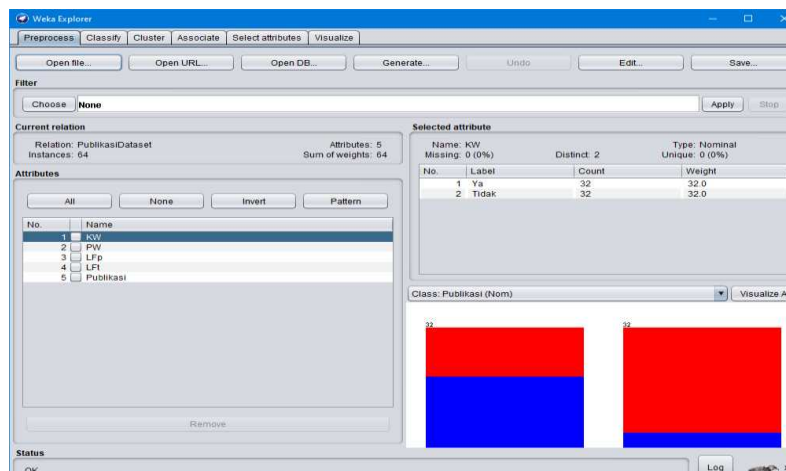 Weka Explorer
Preprocess Classify Cluster Associate Select attributes Visualize
Open file... Open URL... Open DB... Generate... Undo Edit... Save...
Filter
Choose None Apply Stop
Current relation
Relation: PublikasiDataset Attributes: 5
Instances: 64 Sum of weights: 64
Attributes
All None Invert Pattern
No. Name
1 KW
2 PW
3 LFp
4 LFt
5 Publikasi
Remove
Selected attribute
Name: KW Type: Nominal
Missing: 0 (0%) Distinct: 2 Unique: 0 (0%)
No. Label Count Weight
1 Ya 32 32.0
2 Tidak 32 32.0
Class: Publikasi (Nom) Visualize A
32 32
Status
OK Log